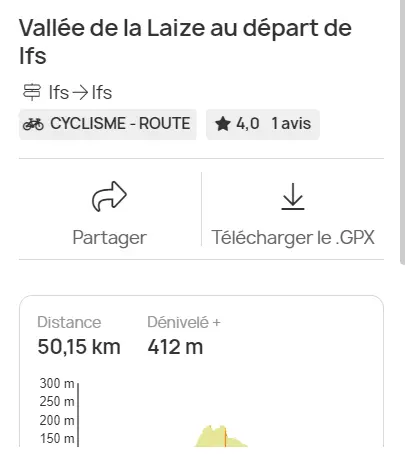 Vallée de la Laize au départ de
Ifs
Ifs→Ifs
CYCLISME - ROUTE
4,0 1 avis
Partager
Télécharger le .GPX
Distance
Dénivelé +
50,15 km
412 m
300 m
250 m
200 m
150 m